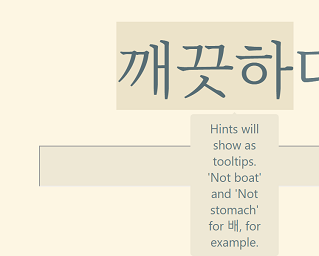 깨끗하다
Hints will
show as
tooltips.
'Not boat'
and 'Not
stomach'
for 배, for
example.